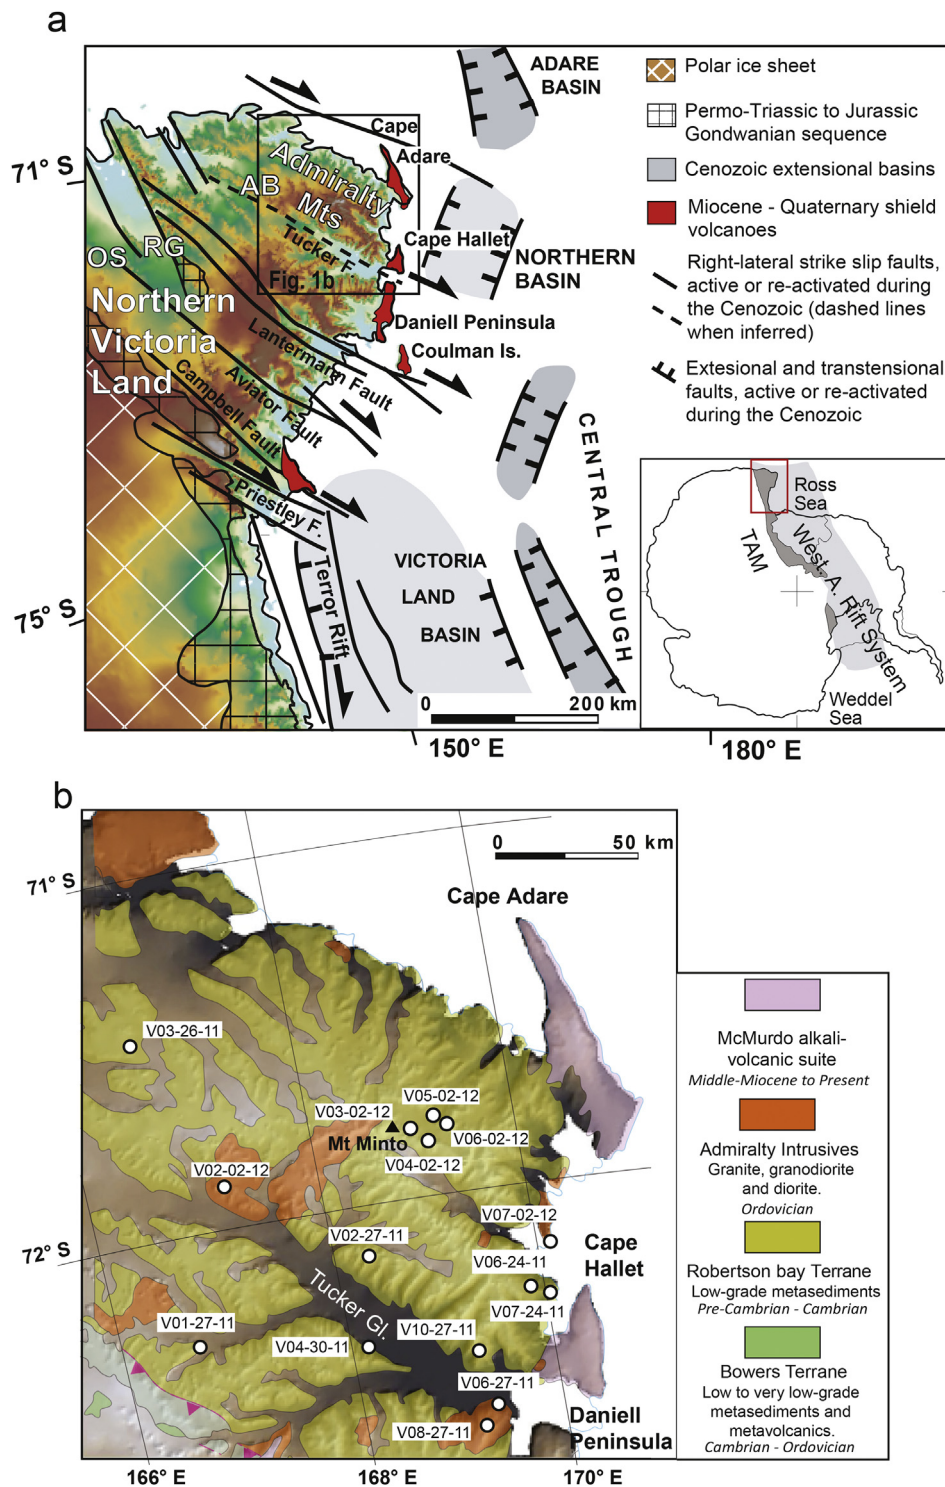 a
71° S
75° S
150° E
180° E
ADARE
BASIN
Cape
Adare
Admiralty
Mts
AB
Tucker F.
Cape Hallet
NORTHERN
BASIN
OS
RG
Fig. 1b
Northern
Victoria
Land
Daniell Peninsula
Coulman Is.
Lantermann Fault
Aviator Fault
Campbell Fault
Priestley F.
Terror Rift
VICTORIA
LAND
BASIN
CENTRAL TROUGH
0 200 km
Polar ice sheet
Permo-Triassic to Jurassic
Gondwanian sequence
Cenozoic extensional basins
Miocene - Quaternary shield
volcanoes
Right-lateral strike slip faults,
active or re-activated during
the Cenozoic (dashed lines
when inferred)
Extesional and transtensional
faults, active or re-activated
during the Cenozoic
Ross
Sea
TAM
West. A. Rift System
Weddel
Sea
b
71° S
72° S
166° E
168° E
170° E
0 50 km
Cape Adare
V03-26-11
V05-02-12
V03-02-12
Mt Minto
V06-02-12
V04-02-12
V02-02-12
V07-02-12
V02-27-11
V06-24-11
Cape
Hallet
V07-24-11
Tucker Gl.
V01-27-11
V04-30-11
V10-27-11
V06-27-11
V08-27-11
Daniell
Peninsula
McMurdo alkali-
volcanic suite
Middle-Miocene to Present
Admiralty Intrusives
Granite, granodiorite
and diorite.
Ordovician
Robertson bay Terrane
Low-grade metasediments
Pre-Cambrian - Cambrian
Bowers Terrane
Low to very low-grade
metasediments and
metavolcanics.
Cambrian - Ordovician